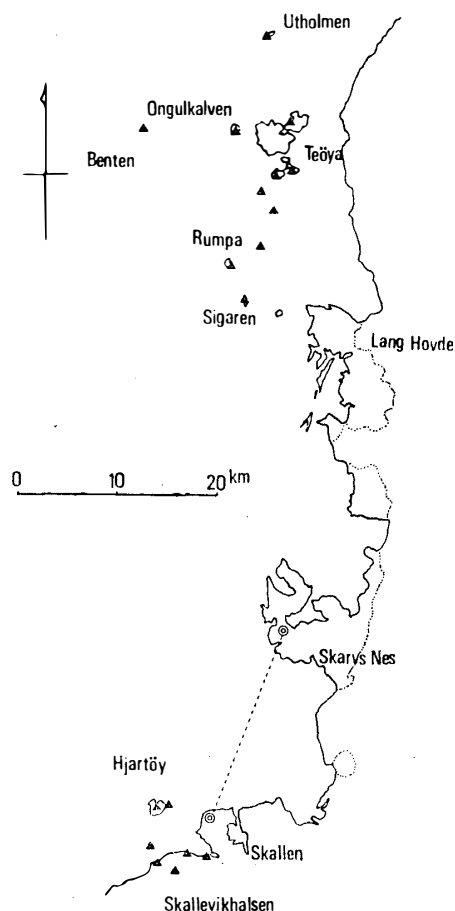 Utholmen
Ongulkalven
Benten
Teöya
Rumpa
Sigaren
Lang Hovde
0 10 20 km
Skarvs Nes
Hjartöy
Skallen
Skallevikhalsen